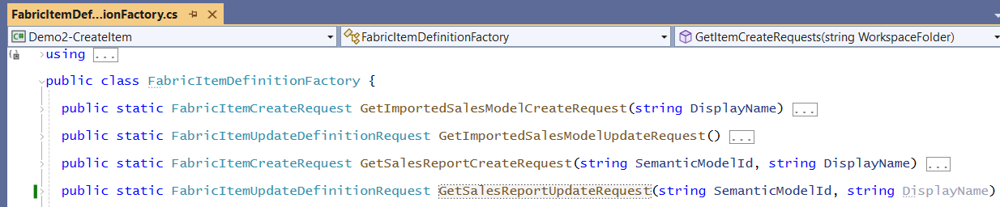 FabricItemDef...ionFactory.cs
C# Demo2-CreateItem FabricItemDefinitionFactory GetItemCreateRequests(string WorkspaceFolder)
using ...
public class FabricItemDefinitionFactory {
public static FabricItemCreateRequest GetImportedSalesModelCreateRequest(string DisplayName) ...
public static FabricItemUpdateDefinitionRequest GetImportedSalesModelUpdateRequest() ...
public static FabricItemCreateRequest GetSalesReportCreateRequest(string SemanticModelId, string DisplayName) ...
public static FabricItemUpdateDefinitionRequest GetSalesReportUpdateRequest(string SemanticModelId, string DisplayName)